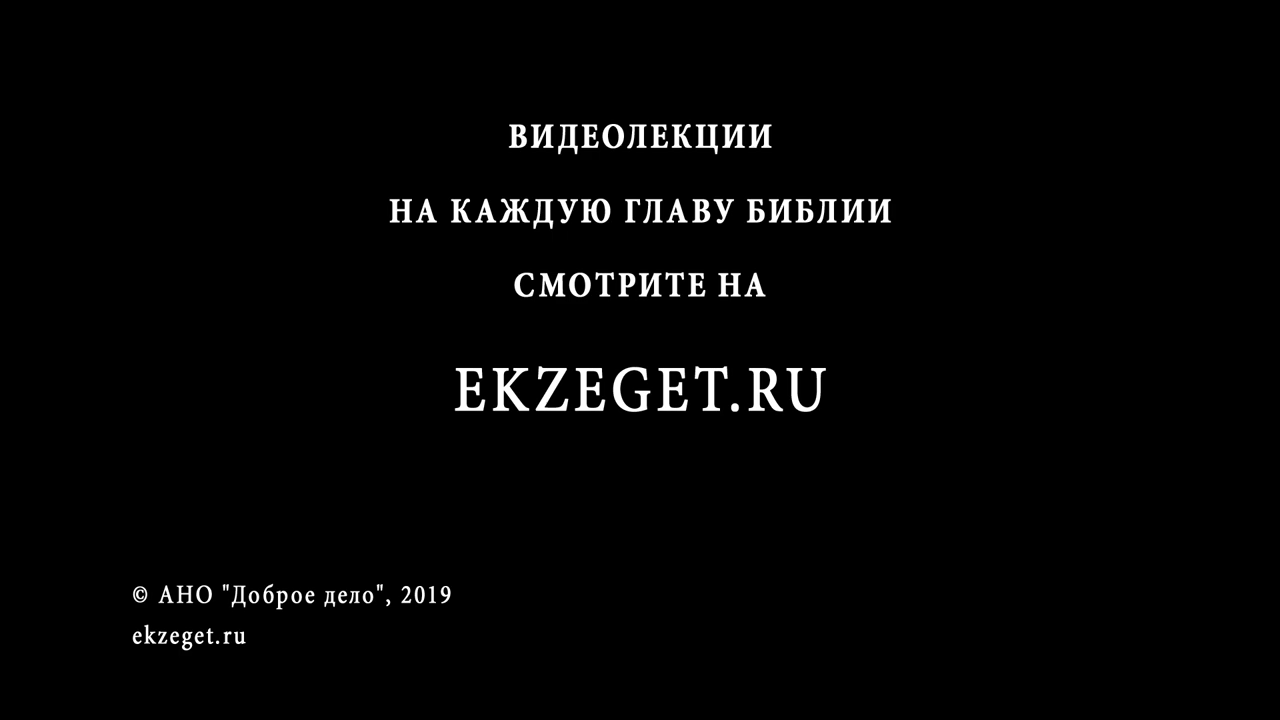 ВИДЕОЛЕКЦИИ
НА КАЖДУЮ ГЛАВУ БИБЛИИ
СМОТРИТЕ НА
EKZEGET.RU
© АНО "Доброе дело", 2019
ekzeget.ru